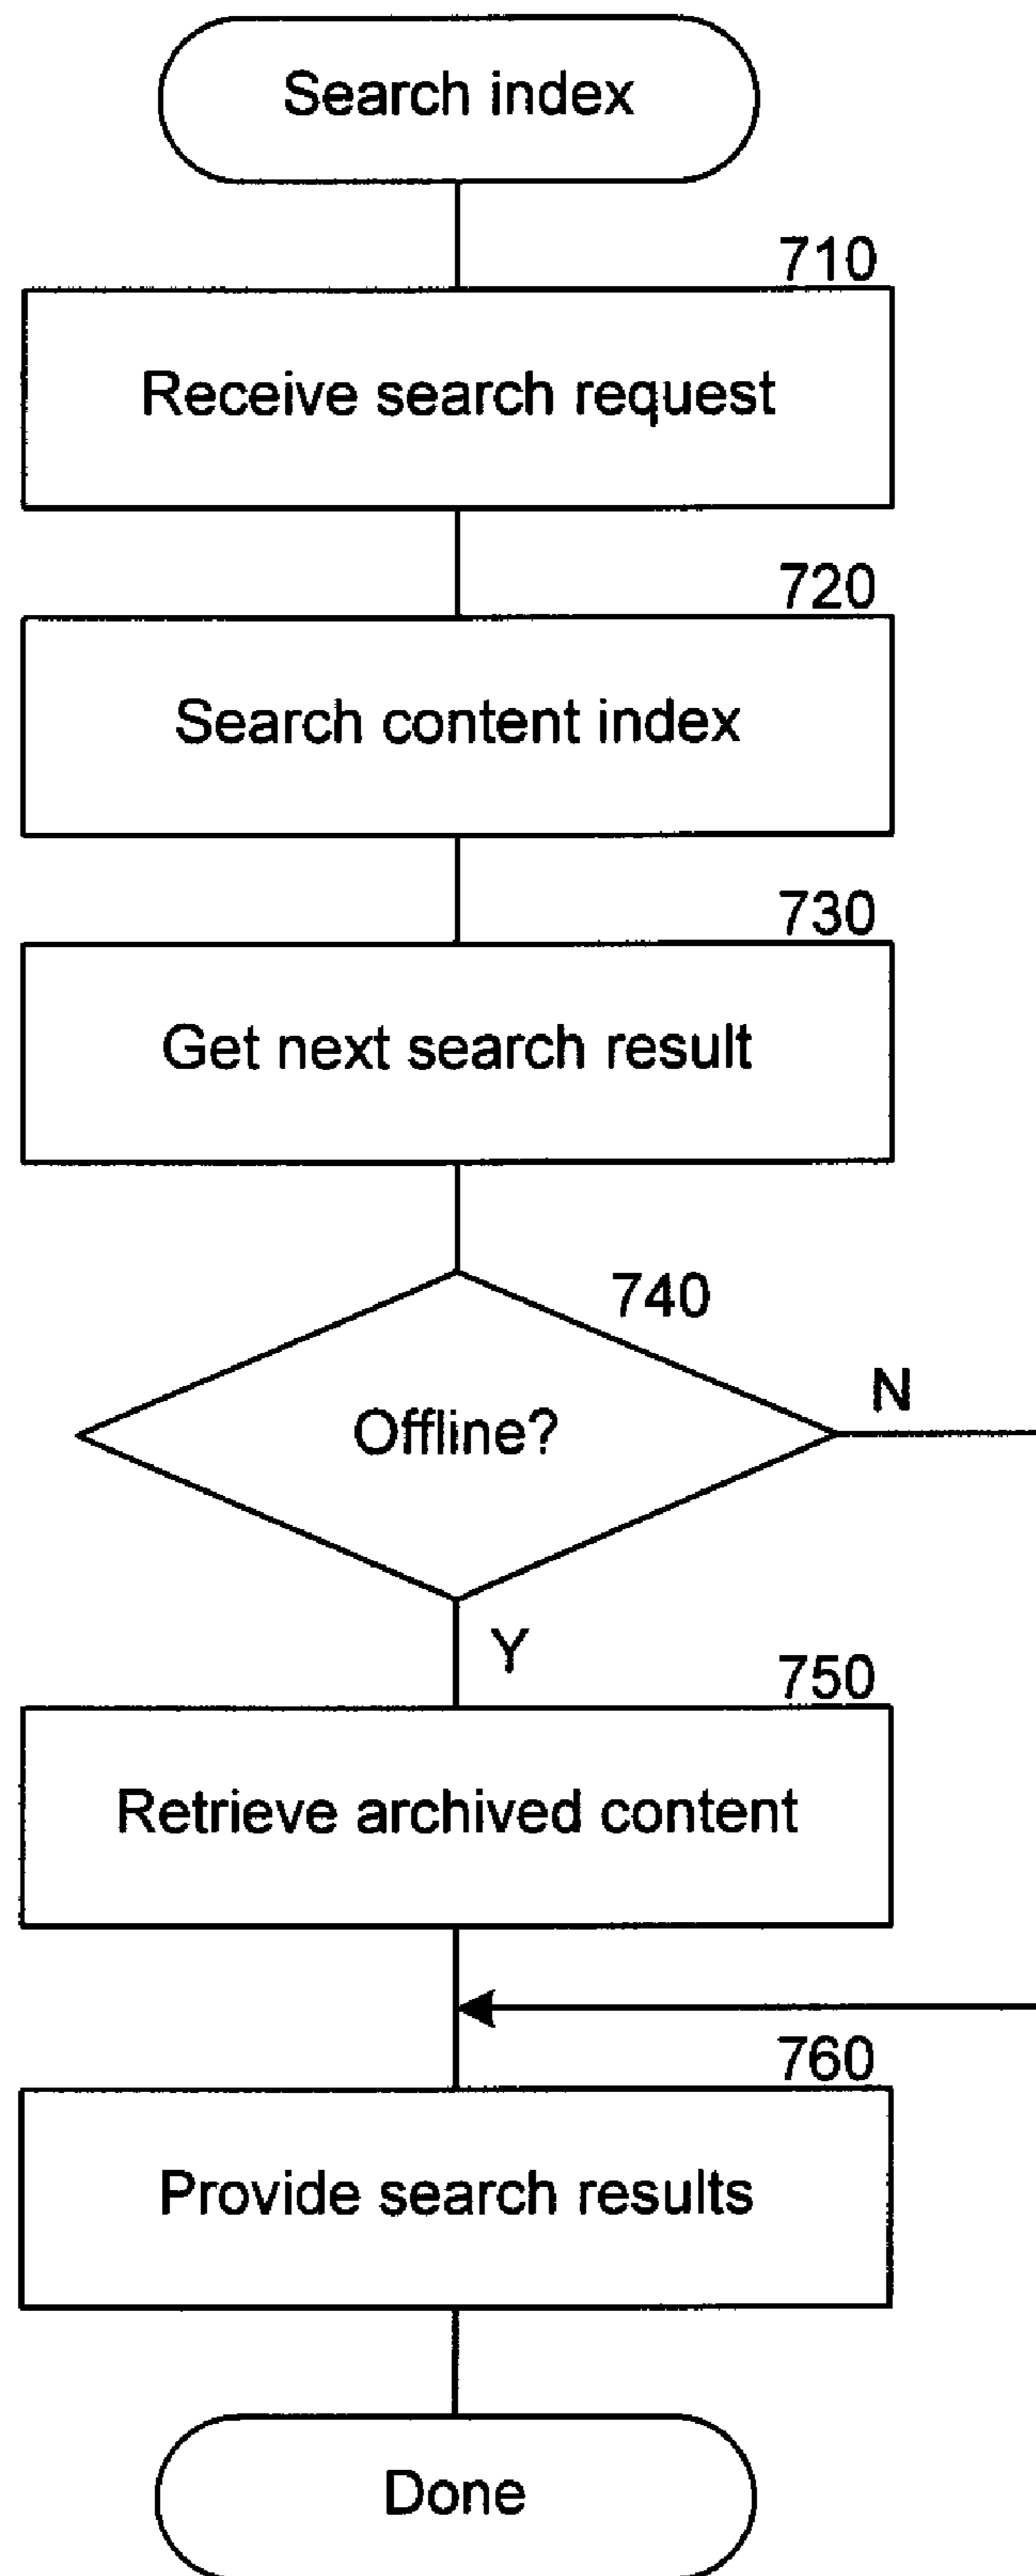 Search index
710
Receive search request
720
Search content index
730
Get next search result
740
Offline?
N
Y
750
Retrieve archived content
760
Provide search results
Done